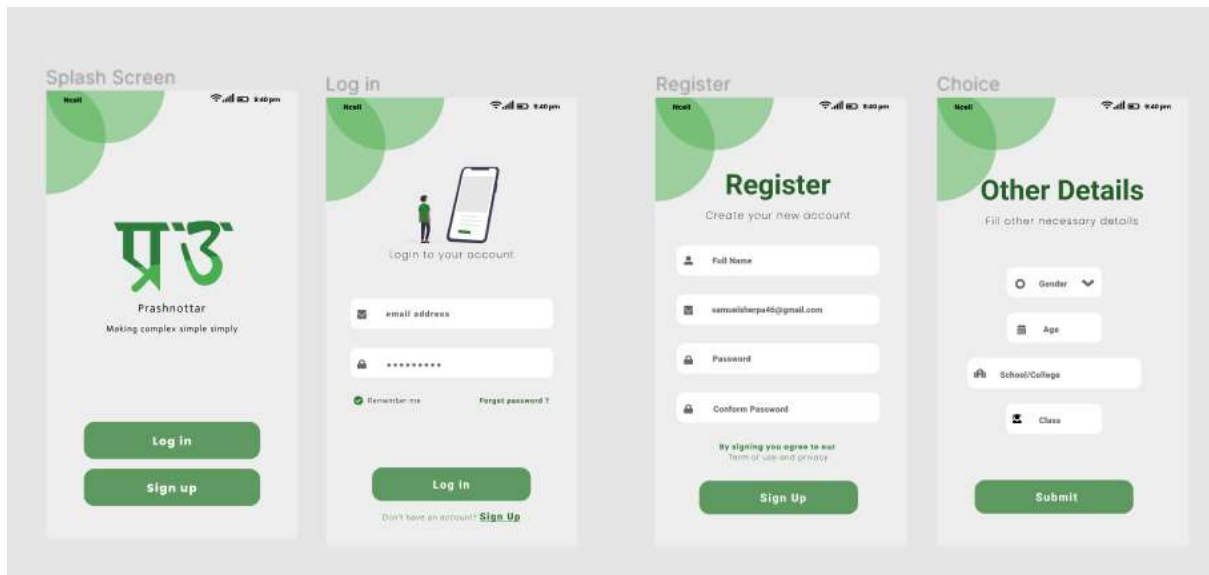 Splash Screen
Ncell 9:40 pm
प्रउ
Prashnottar
Making complex simple simply
Log in
Sign up
Log in
Ncell 9:40 pm
Login to your account
email address
*********
Remember me Forgot password ?
Log in
Don't have an account? Sign Up
Register
Ncell 9:40 pm
Register
Create your new account
Full Name
samuelsherpa46@gmail.com
Password
Conform Password
By signing you agree to our
Term of use and privacy
Sign Up
Choice
Ncell 9:40 pm
Other Details
Fill other necessary details
Gender
Age
School/College
Class
Submit